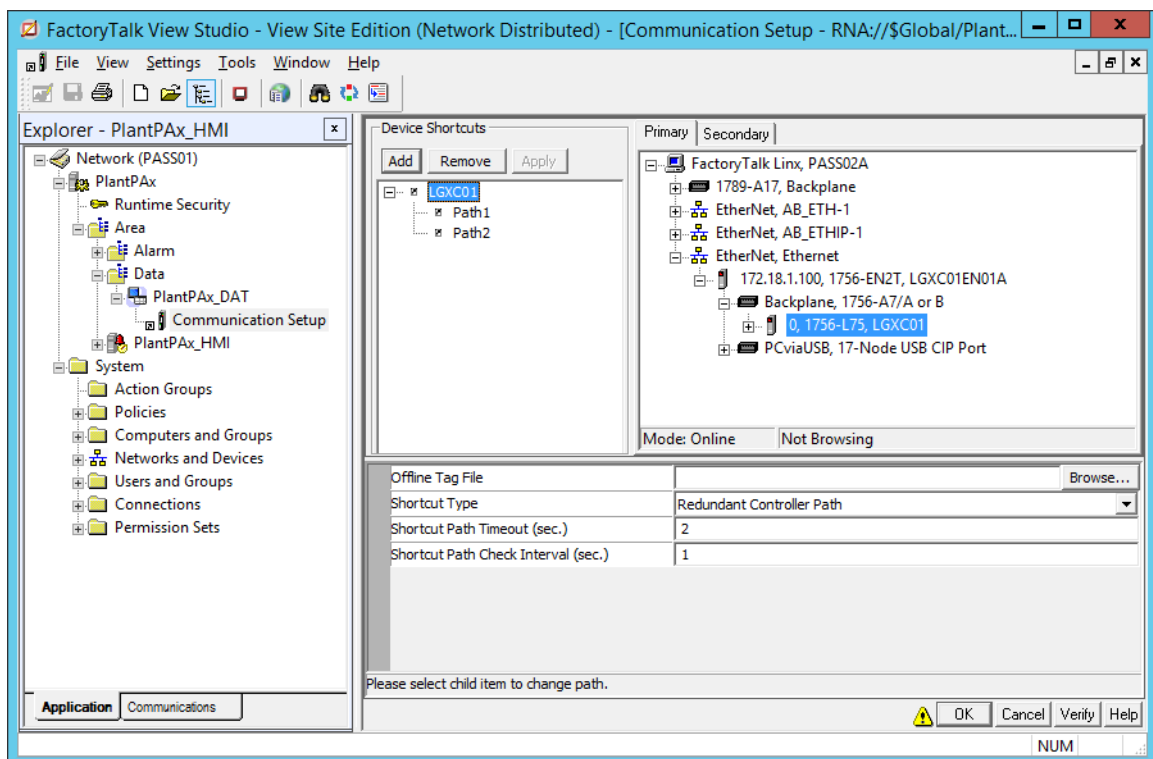 FactoryTalk View Studio - View Site Edition (Network Distributed) - [Communication Setup - RNA://$Global/Plant...
File View Settings Tools Window Help
Explorer - PlantPAx_HMI
Network (PASS01)
PlantPAx
Runtime Security
Area
Alarm
Data
PlantPAx_DAT
Communication Setup
PlantPAx_HMI
System
Action Groups
Policies
Computers and Groups
Networks and Devices
Users and Groups
Connections
Permission Sets
Application Communications
Device Shortcuts
Add Remove Apply
LGXC01
Path1
Path2
Primary Secondary
FactoryTalk Linx, PASS02A
1789-A17, Backplane
EtherNet, AB_ETH-1
EtherNet, AB_ETHIP-1
EtherNet, Ethernet
172.18.1.100, 1756-EN2T, LGXC01EN01A
Backplane, 1756-A7/A or B
0, 1756-L75, LGXC01
PCviaUSB, 17-Node USB CIP Port
Mode: Online Not Browsing
Offline Tag File Browse...
Shortcut Type Redundant Controller Path
Shortcut Path Timeout (sec.) 2
Shortcut Path Check Interval (sec.) 1
Please select child item to change path.
OK Cancel Verify Help
NUM